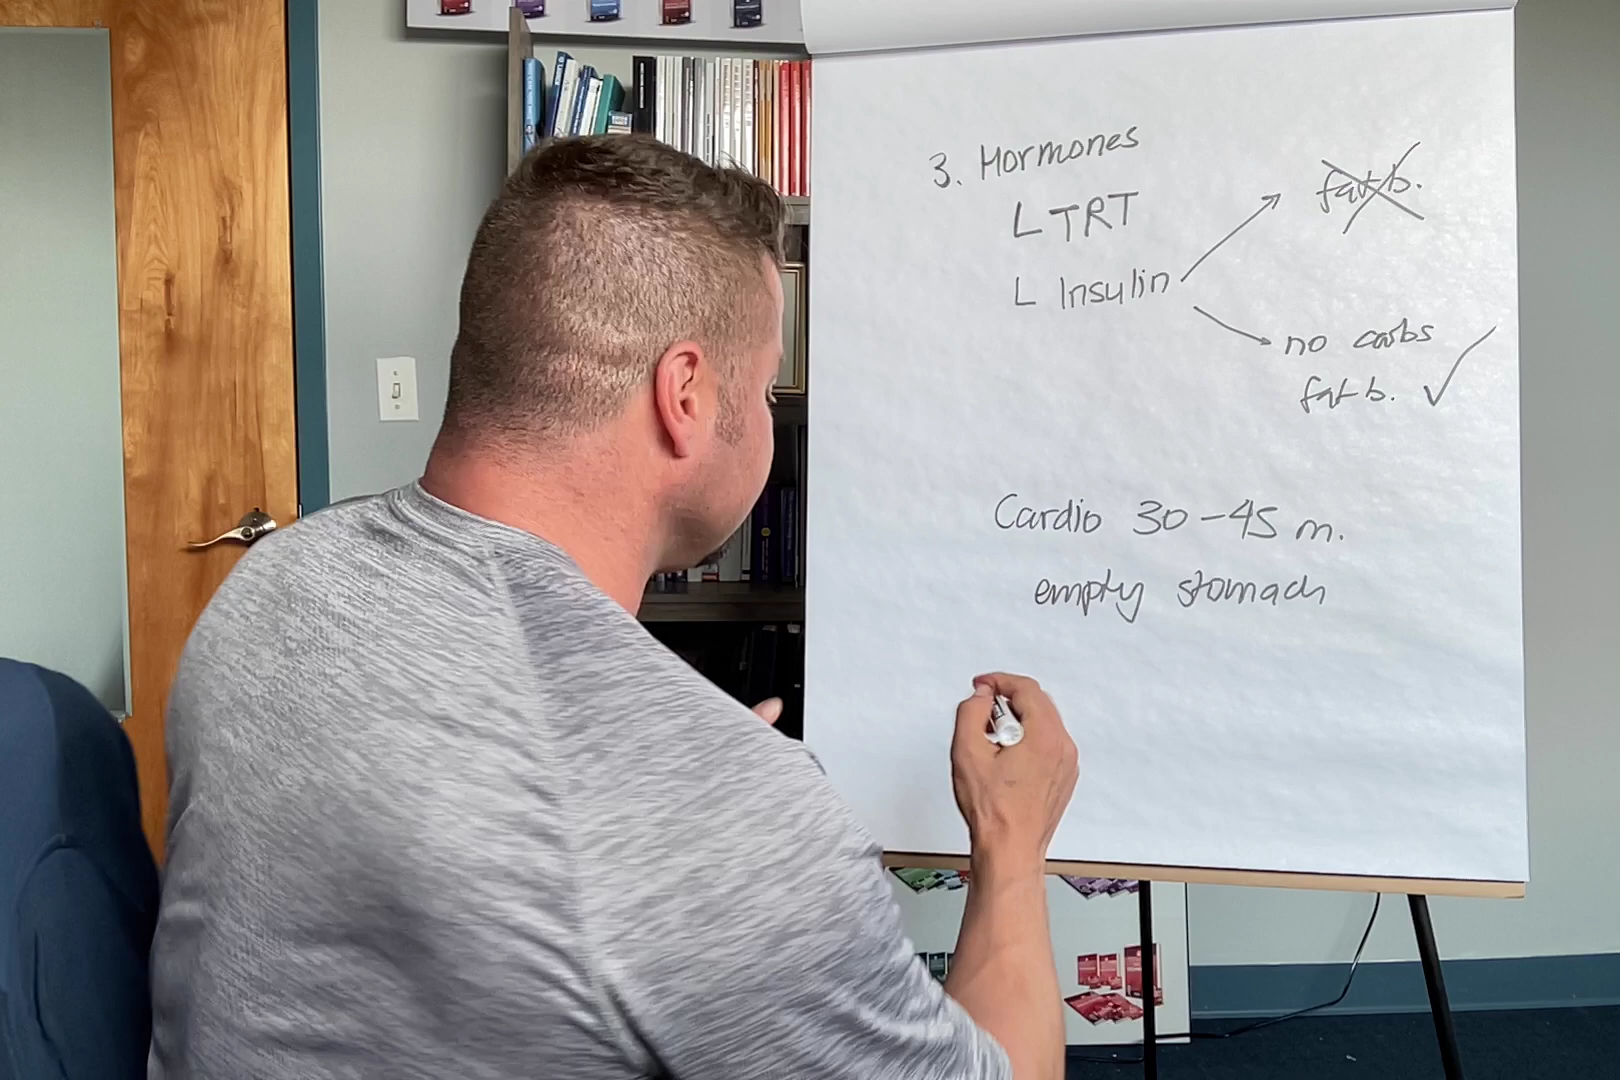 3. Hormones
L TRT
L Insulin
fat b.
no carbs
fat b. ✓
Cardio 30-45 m.
empty stomach